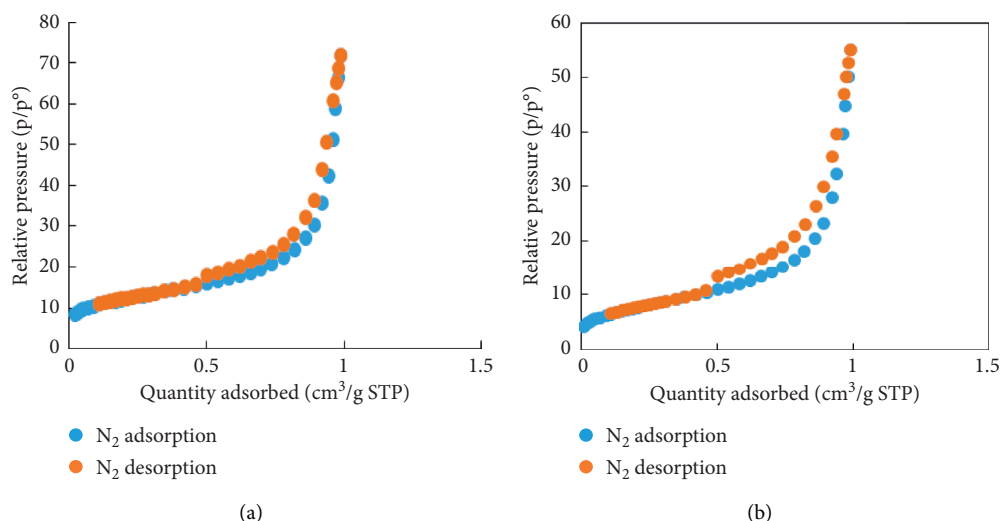 80
70
60
50
40
30
20
10
0
Relative pressure (p/p°)
0 0.5 1 1.5
Quantity adsorbed (cm³/g STP)
N₂ adsorption
N₂ desorption
(a)
60
50
40
30
20
10
0
Relative pressure (p/p°)
0 0.5 1 1.5
Quantity adsorbed (cm³/g STP)
N₂ adsorption
N₂ desorption
(b)